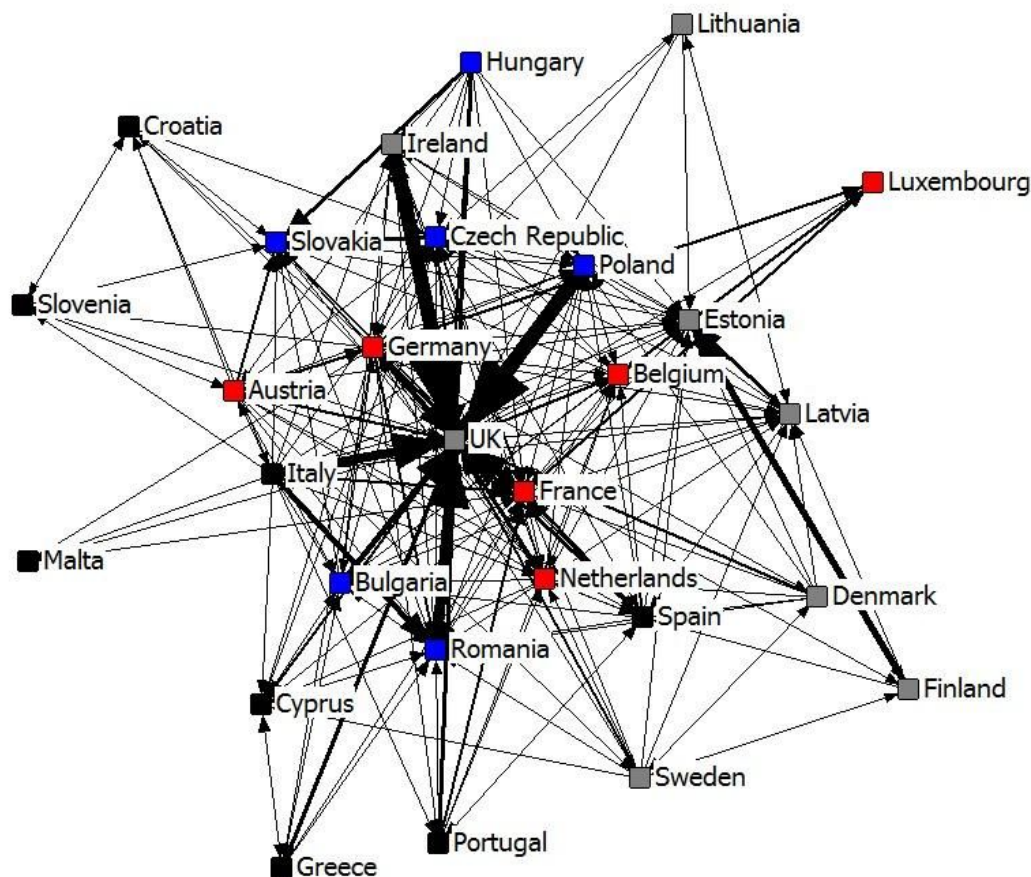 Lithuania
Hungary
Croatia
Ireland
Luxembourg
Slovakia
Czech Republic
Poland
Slovenia
Estonia
Germany
Belgium
Austria
Latvia
UK
Italy
France
Malta
Bulgaria
Netherlands
Denmark
Spain
Romania
Finland
Cyprus
Sweden
Portugal
Greece